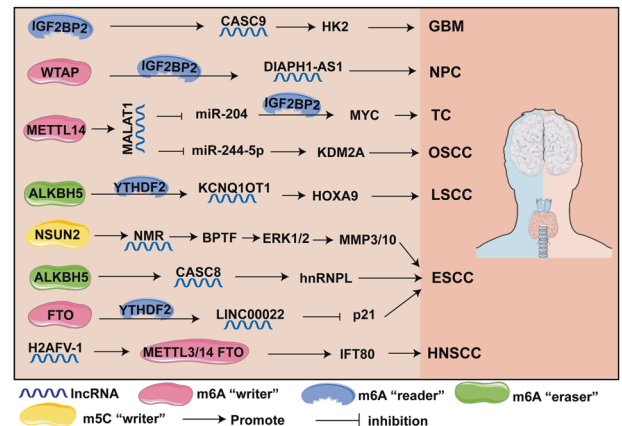 IGF2BP2 CASC9 HK2 GBM
WTAP IGF2BP2 DIAPH1-AS1 NPC
METTL14 MALAT1 miR-204 IGF2BP2 MYC TC
miR-244-5p KDM2A OSCC
ALKBH5 YTHDF2 KCNQ1OT1 HOXA9 LSCC
NSUN2 NMR BPTF ERK1/2 MMP3/10
ALKBH5 CASC8 hnRNPL ESCC
FTO YTHDF2 LINC00022 p21
H2AFV-1 METTL3/14 FTO IFT80 HNSCC
lncRNA m6A “writer” m6A “reader” m6A “eraser”
m5C “writer” Promote inhibition